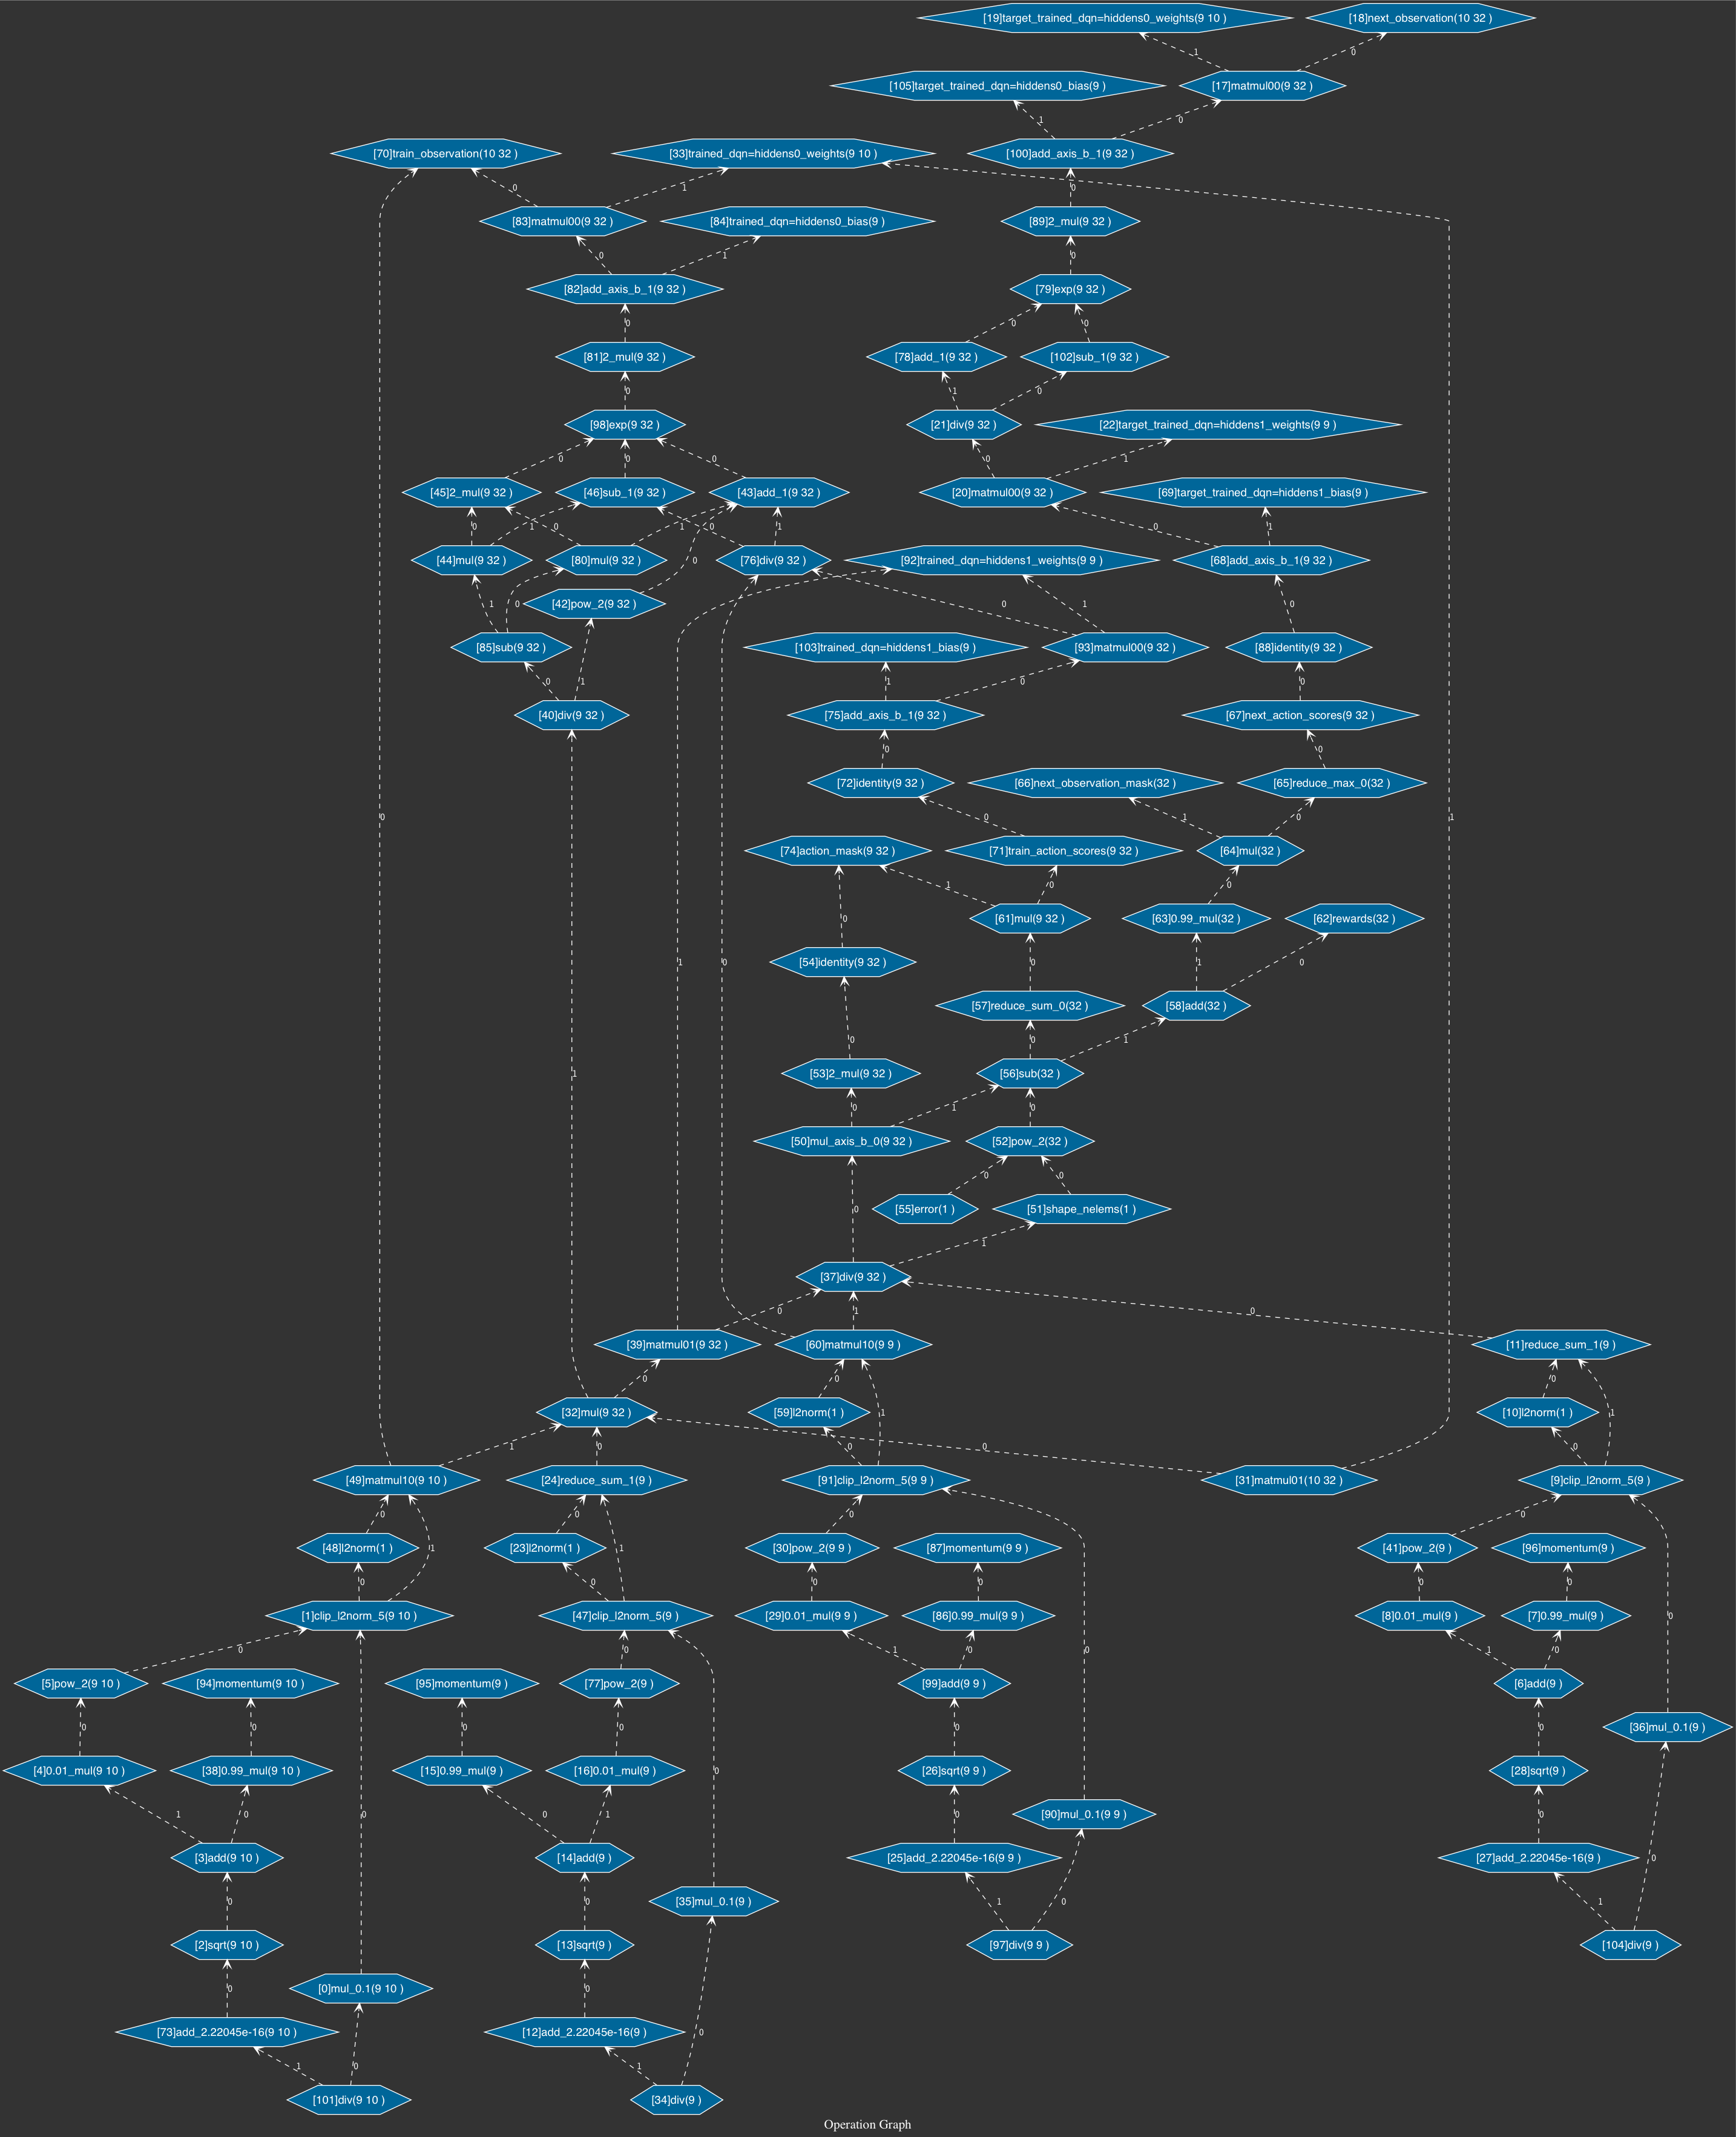 [19]target_trained_dqn=hiddens0_weights(9 10 )
[18]next_observation(10 32 )
1
0
[105]target_trained_dqn=hiddens0_bias(9 )
[17]matmul00(9 32 )
1
0
[70]train_observation(10 32 )
[33]trained_dqn=hiddens0_weights(9 10 )
[100]add_axis_b_1(9 32 )
0
1
0
[83]matmul00(9 32 )
[84]trained_dqn=hiddens0_bias(9 )
[89]2_mul(9 32 )
0
1
0
[82]add_axis_b_1(9 32 )
[79]exp(9 32 )
0
0
0
[81]2_mul(9 32 )
[78]add_1(9 32 )
[102]sub_1(9 32 )
0
1
0
[98]exp(9 32 )
[21]div(9 32 )
[22]target_trained_dqn=hiddens1_weights(9 9 )
0
0
0
0
1
[45]2_mul(9 32 )
[46]sub_1(9 32 )
[43]add_1(9 32 )
[20]matmul00(9 32 )
[69]target_trained_dqn=hiddens1_bias(9 )
0
1
0
1
0
1
0
1
[44]mul(9 32 )
[80]mul(9 32 )
0
[76]div(9 32 )
[92]trained_dqn=hiddens1_weights(9 9 )
[68]add_axis_b_1(9 32 )
1
0
[42]pow_2(9 32 )
0
1
0
[85]sub(9 32 )
[103]trained_dqn=hiddens1_bias(9 )
[93]matmul00(9 32 )
[88]identity(9 32 )
0
1
1
0
0
[40]div(9 32 )
[75]add_axis_b_1(9 32 )
[67]next_action_scores(9 32 )
0
0
[72]identity(9 32 )
[66]next_observation_mask(32 )
[65]reduce_max_0(32 )
0
0
1
0
1
[74]action_mask(9 32 )
[71]train_action_scores(9 32 )
[64]mul(32 )
1
0
0
[61]mul(9 32 )
[63]0.99_mul(32 )
[62]rewards(32 )
0
[54]identity(9 32 )
1
0
0
1
0
[57]reduce_sum_0(32 )
[58]add(32 )
0
0
1
1
[53]2_mul(9 32 )
[56]sub(32 )
0
1
0
[50]mul_axis_b_0(9 32 )
[52]pow_2(32 )
0
0
0
[55]error(1 )
[51]shape_nelems(1 )
1
[37]div(9 32 )
0
1
0
[39]matmul01(9 32 )
[60]matmul10(9 9 )
[11]reduce_sum_1(9 )
0
0
0
[32]mul(9 32 )
[59]l2norm(1 )
1
[10]l2norm(1 )
1
1
0
0
0
0
[49]matmul10(9 10 )
[24]reduce_sum_1(9 )
[91]clip_l2norm_5(9 9 )
[31]matmul01(10 32 )
[9]clip_l2norm_5(9 )
0
0
0
0
[48]l2norm(1 )
1
[23]l2norm(1 )
1
[30]pow_2(9 9 )
[87]momentum(9 9 )
[41]pow_2(9 )
[96]momentum(9 )
0
0
0
0
0
0
[1]clip_l2norm_5(9 10 )
[47]clip_l2norm_5(9 )
[29]0.01_mul(9 9 )
[86]0.99_mul(9 9 )
[8]0.01_mul(9 )
[7]0.99_mul(9 )
0
0
0
1
0
0
1
0
[5]pow_2(9 10 )
[94]momentum(9 10 )
[95]momentum(9 )
[77]pow_2(9 )
[99]add(9 9 )
[6]add(9 )
0
0
0
0
0
0
[36]mul_0.1(9 )
[4]0.01_mul(9 10 )
[38]0.99_mul(9 10 )
[15]0.99_mul(9 )
[16]0.01_mul(9 )
0
[26]sqrt(9 9 )
[28]sqrt(9 )
1
0
0
0
1
0
[90]mul_0.1(9 9 )
0
[3]add(9 10 )
[14]add(9 )
[25]add_2.22045e-16(9 9 )
[27]add_2.22045e-16(9 )
0
0
0
[35]mul_0.1(9 )
1
0
1
[2]sqrt(9 10 )
[13]sqrt(9 )
[97]div(9 9 )
[104]div(9 )
0
[0]mul_0.1(9 10 )
0
[73]add_2.22045e-16(9 10 )
[12]add_2.22045e-16(9 )
0
1
0
1
[101]div(9 10 )
[34]div(9 )
Operation Graph